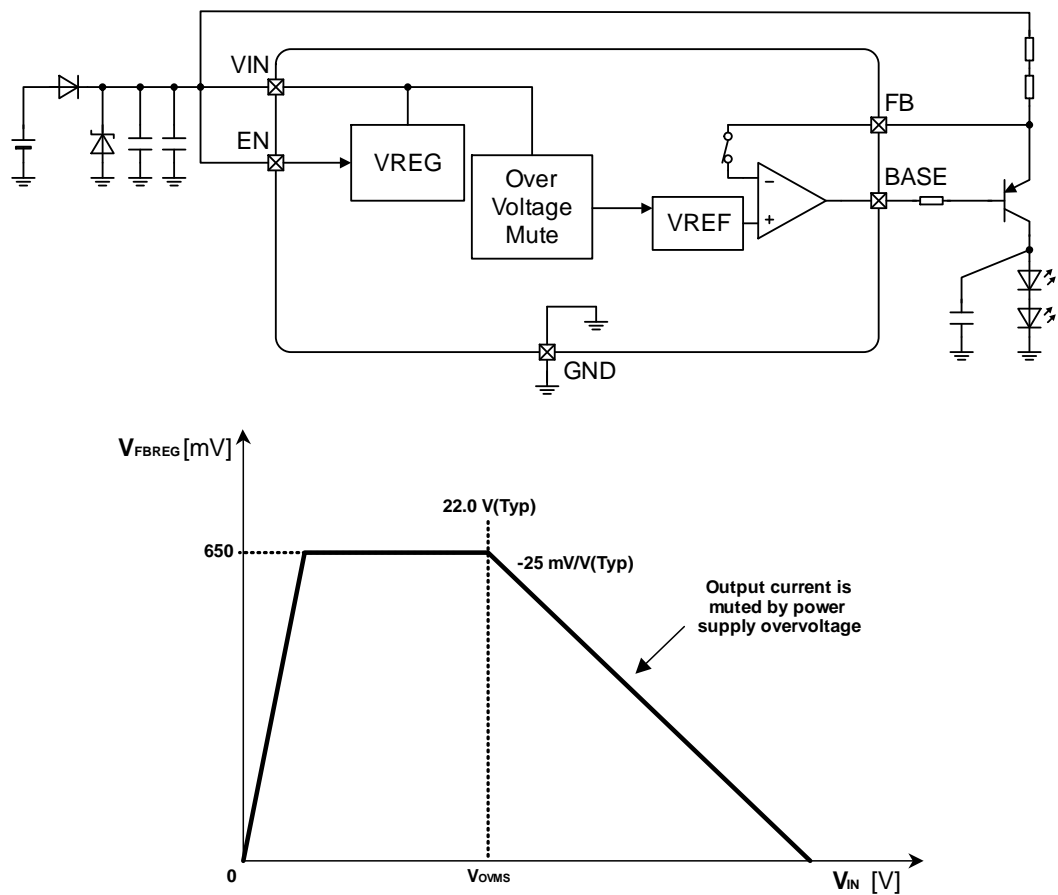 VIN
FB
EN
VREG
Over
Voltage
Mute
BASE
VREF
−
+
GND
VFBREG [mV]
22.0 V(Typ)
650
-25 mV/V(Typ)
Output current is
muted by power
supply overvoltage
0
VOVMS
VIN [V]